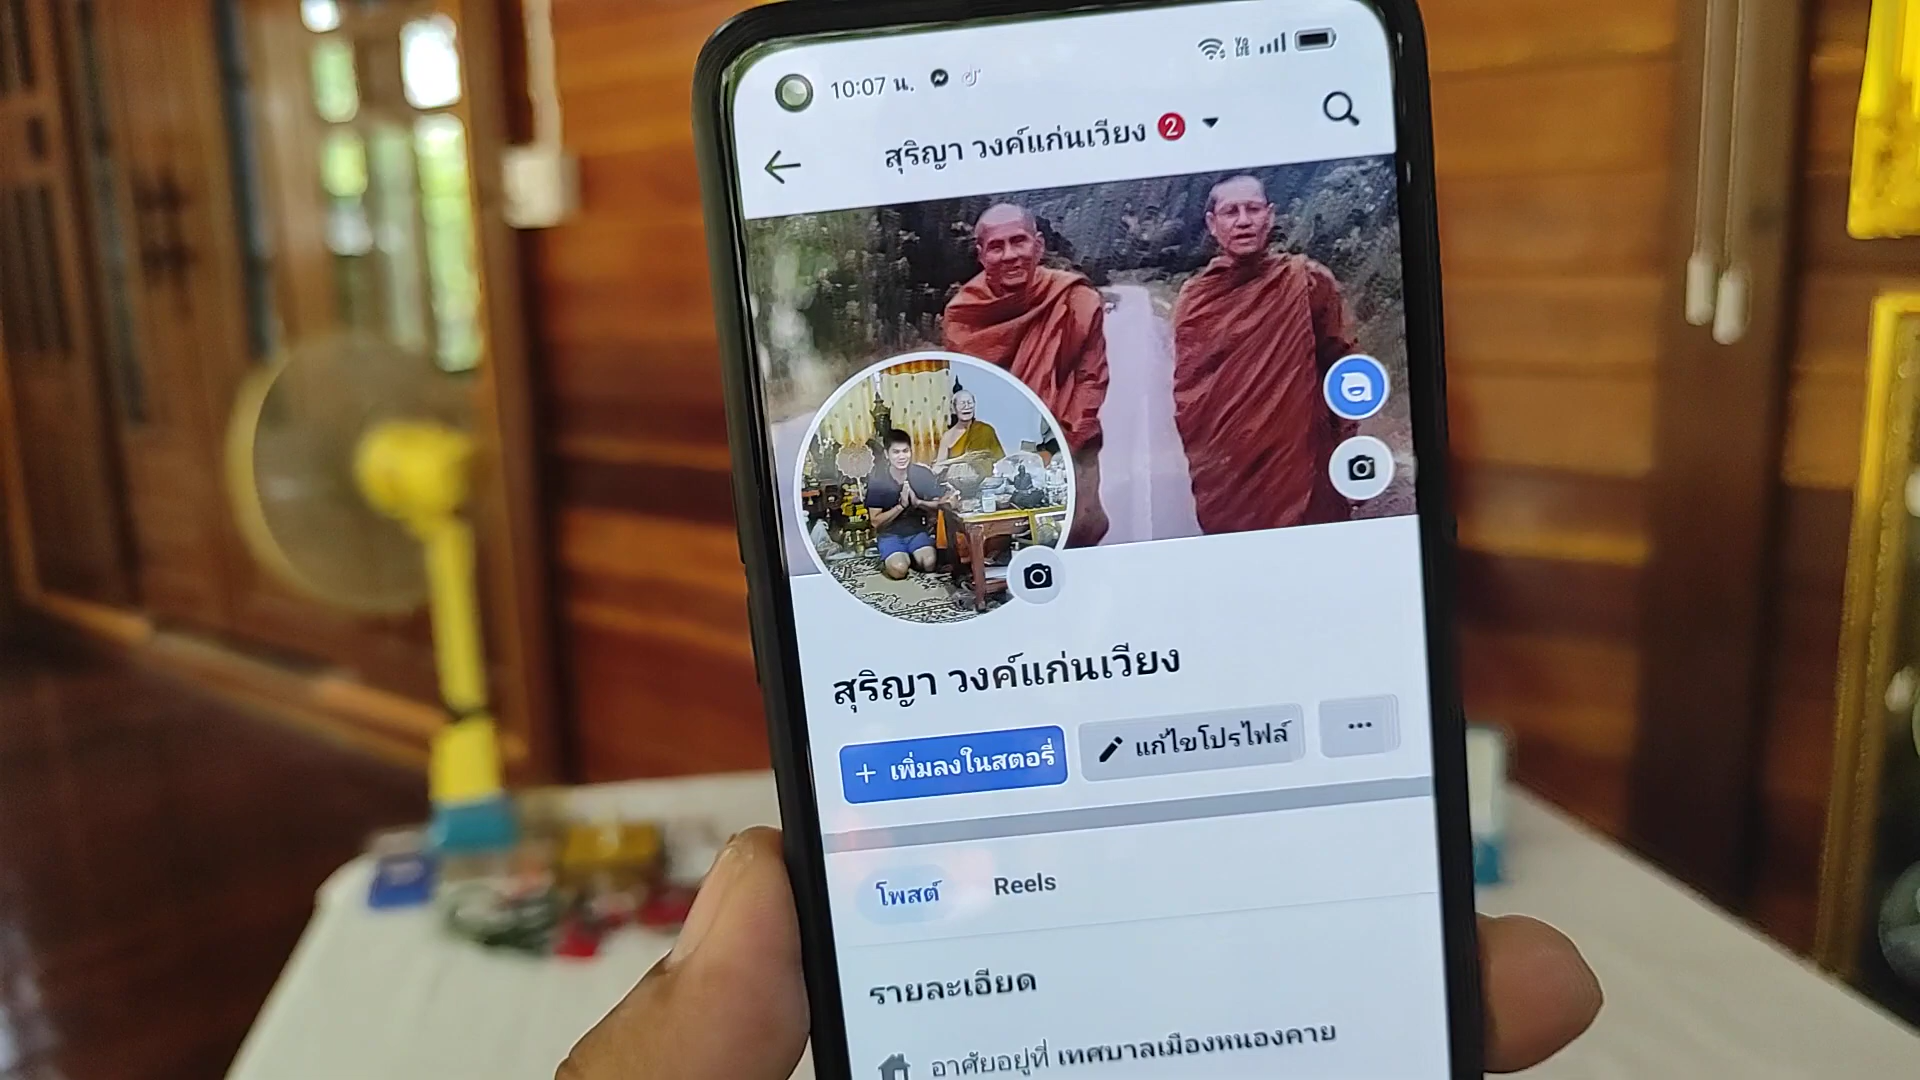 10:07 น.
สุริญา วงค์แก่นเวียง 2
สุริญา วงค์แก่นเวียง
+ เพิ่มลงในสตอรี่
แก้ไขโปรไฟล์
โพสต์ Reels
รายละเอียด
อาศัยอยู่ที่ เทศบาลเมืองหนองคาย